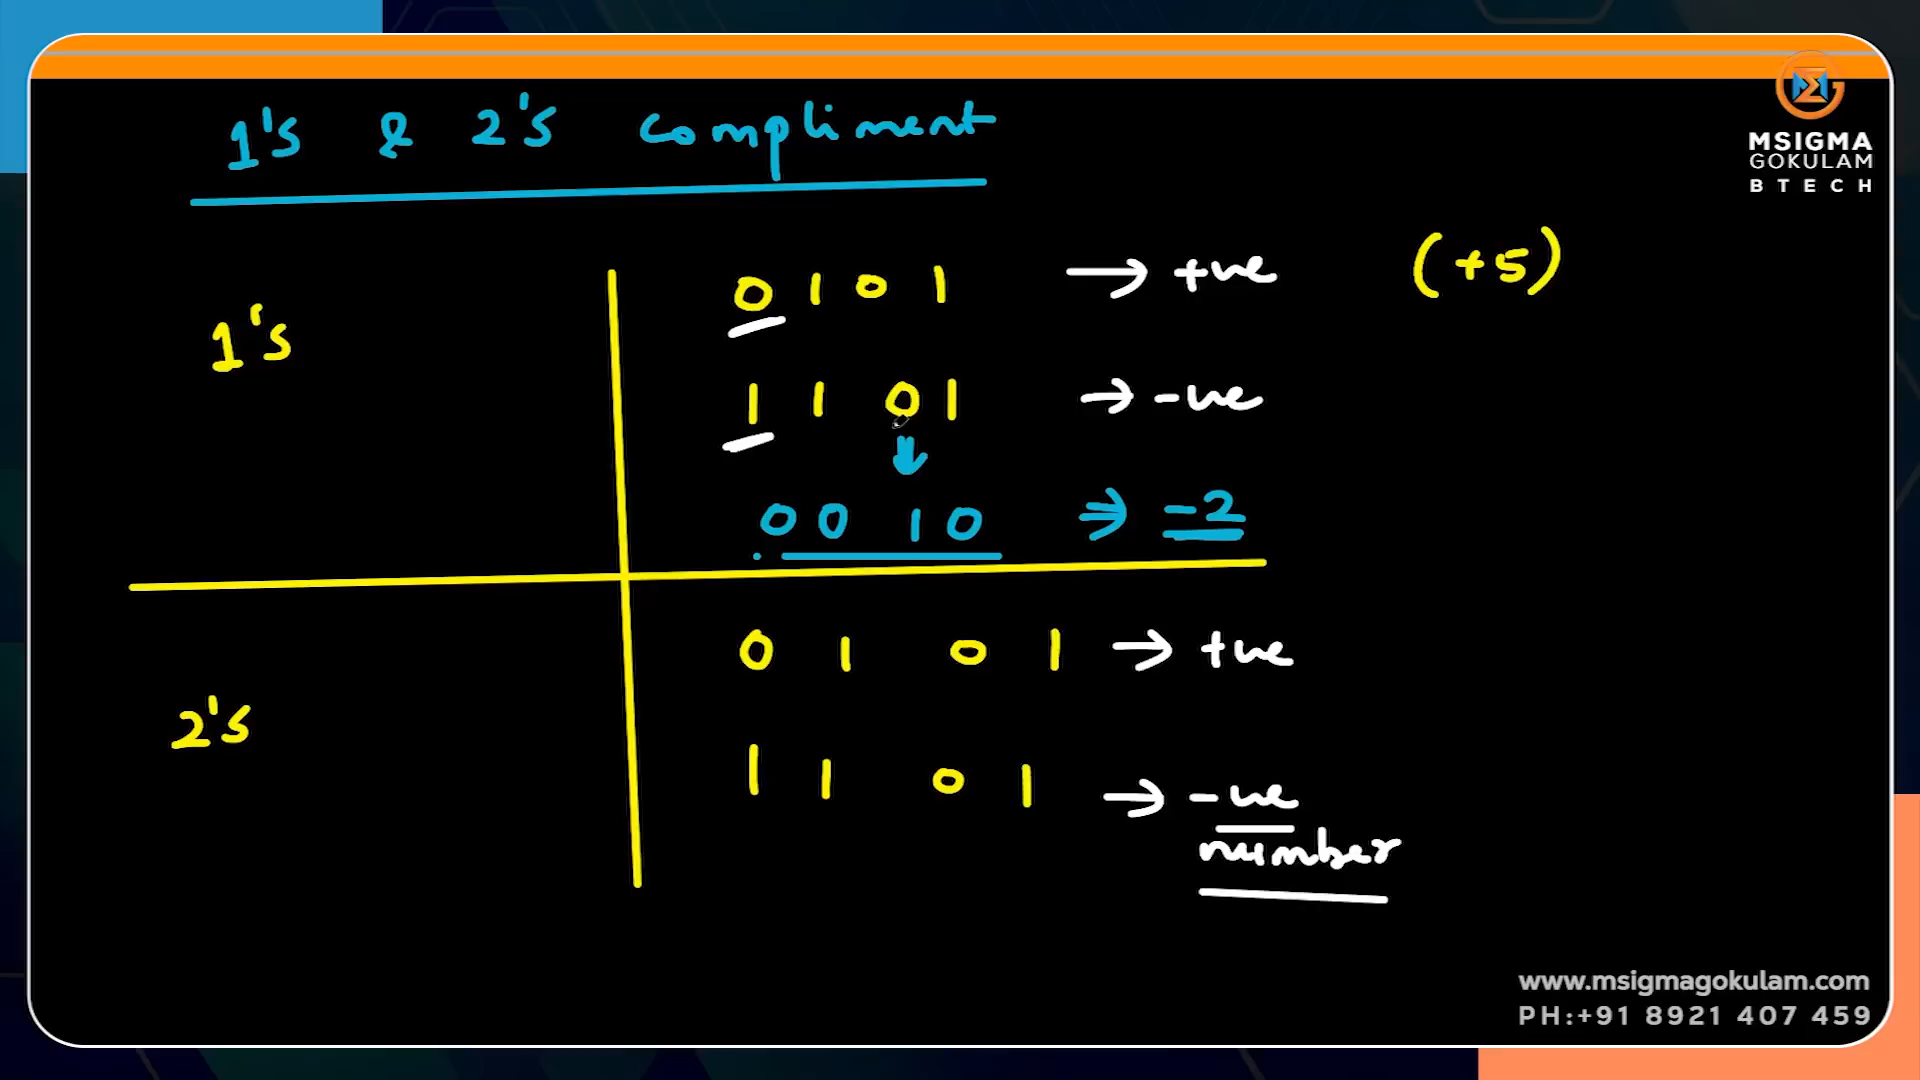 1's & 2's compliment
MSIGMA
GOKULAM
BTECH
1's
0 1 0 1 → +ve (+5)
1 1 0 1 → -ve
0 0 1 0 ⇒ -2
2's
0 1 0 1 → +ve
1 1 0 1 → -ve
number
www.msigmagokulam.com
PH:+91 8921 407 459